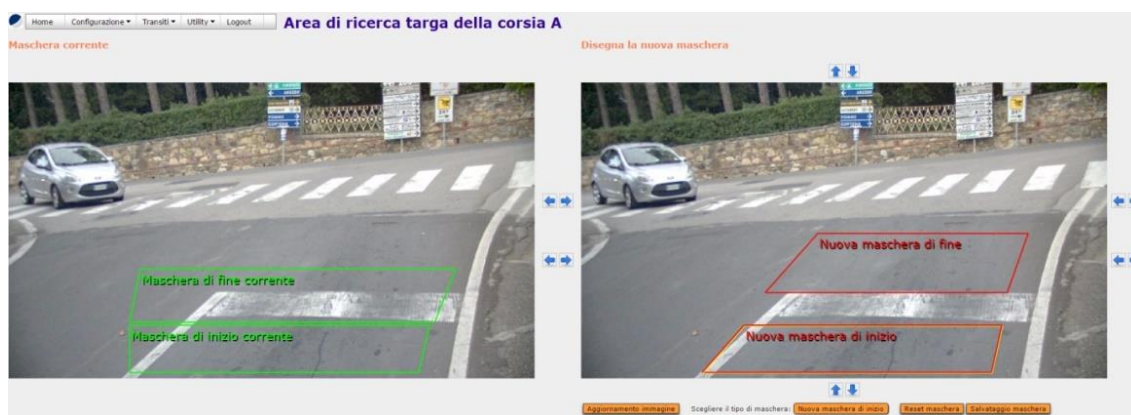 Home Configurazione Transiti Utility Logout
Area di ricerca targa della corsia A
Maschera corrente
Disegna la nuova maschera
Maschera di fine corrente
Maschera di inizio corrente
Nuova maschera di fine
Nuova maschera di inizio
Aggiornamento immagine Scegliere il tipo di maschera: Nuova maschera di inizio Reset maschera Salvataggio maschera